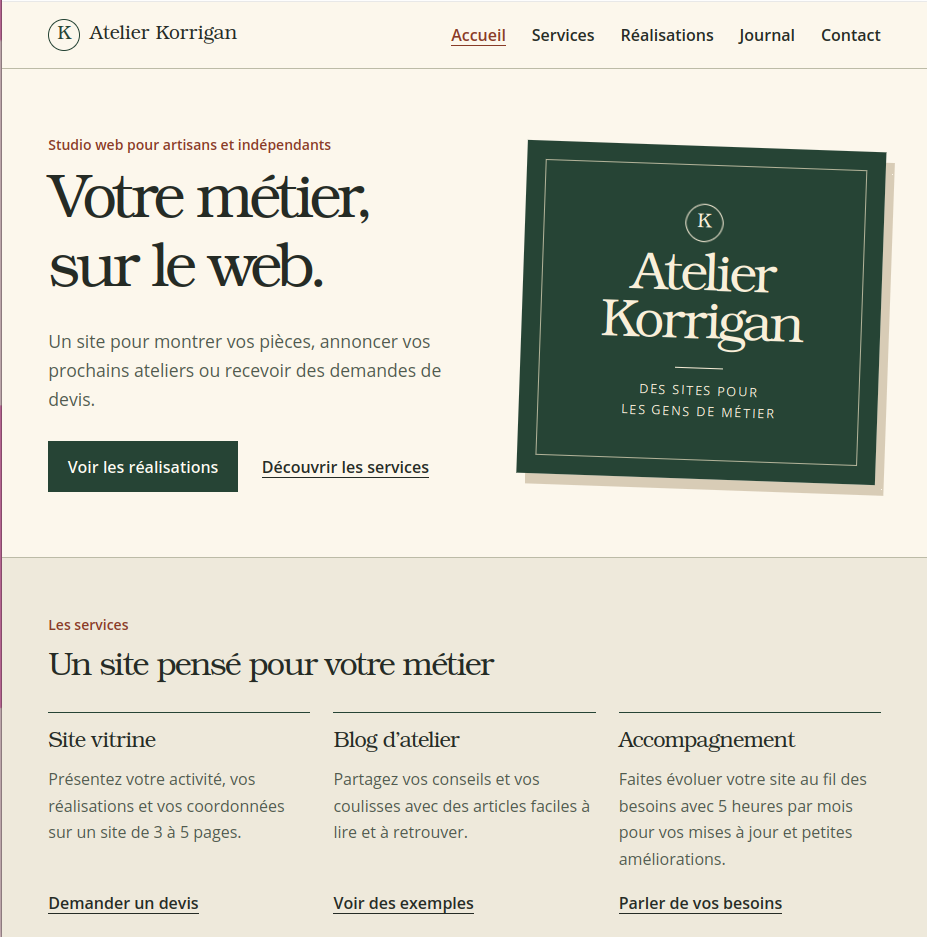 K Atelier Korrigan
Accueil Services Réalisations Journal Contact
Studio web pour artisans et indépendants
Votre métier,
sur le web.
Un site pour montrer vos pièces, annoncer vos
prochains ateliers ou recevoir des demandes de
devis.
Voir les réalisations
Découvrir les services
K
Atelier
Korrigan
DES SITES POUR
LES GENS DE MÉTIER
Les services
Un site pensé pour votre métier
Site vitrine
Présentez votre activité, vos
réalisations et vos coordonnées
sur un site de 3 à 5 pages.
Demander un devis
Blog d’atelier
Partagez vos conseils et vos
coulisses avec des articles faciles à
lire et à retrouver.
Voir des exemples
Accompagnement
Faites évoluer votre site au fil des
besoins avec 5 heures par mois
pour vos mises à jour et petites
améliorations.
Parler de vos besoins